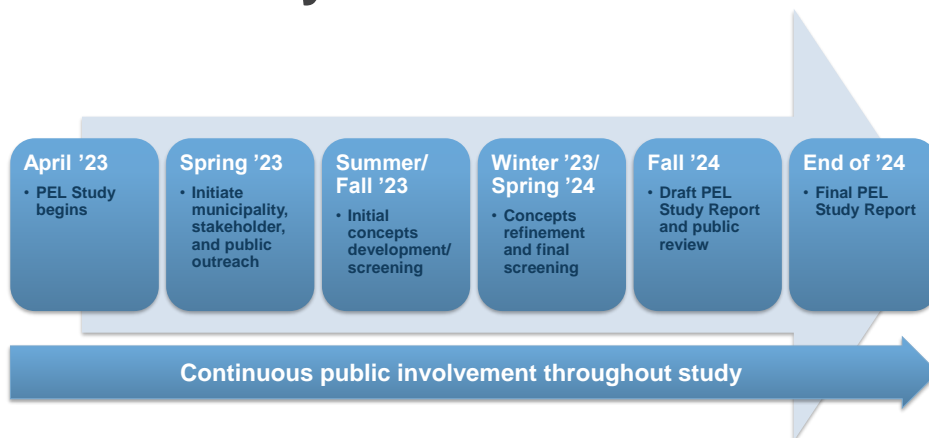 April '23
• PEL Study
begins
Spring '23
• Initiate
municipality,
stakeholder,
and public
outreach
Summer/
Fall '23
• Initial
concepts
development/
screening
Winter '23/
Spring '24
• Concepts
refinement
and final
screening
Fall '24
• Draft PEL
Study Report
and public
review
End of '24
• Final PEL
Study Report
Continuous public involvement throughout study